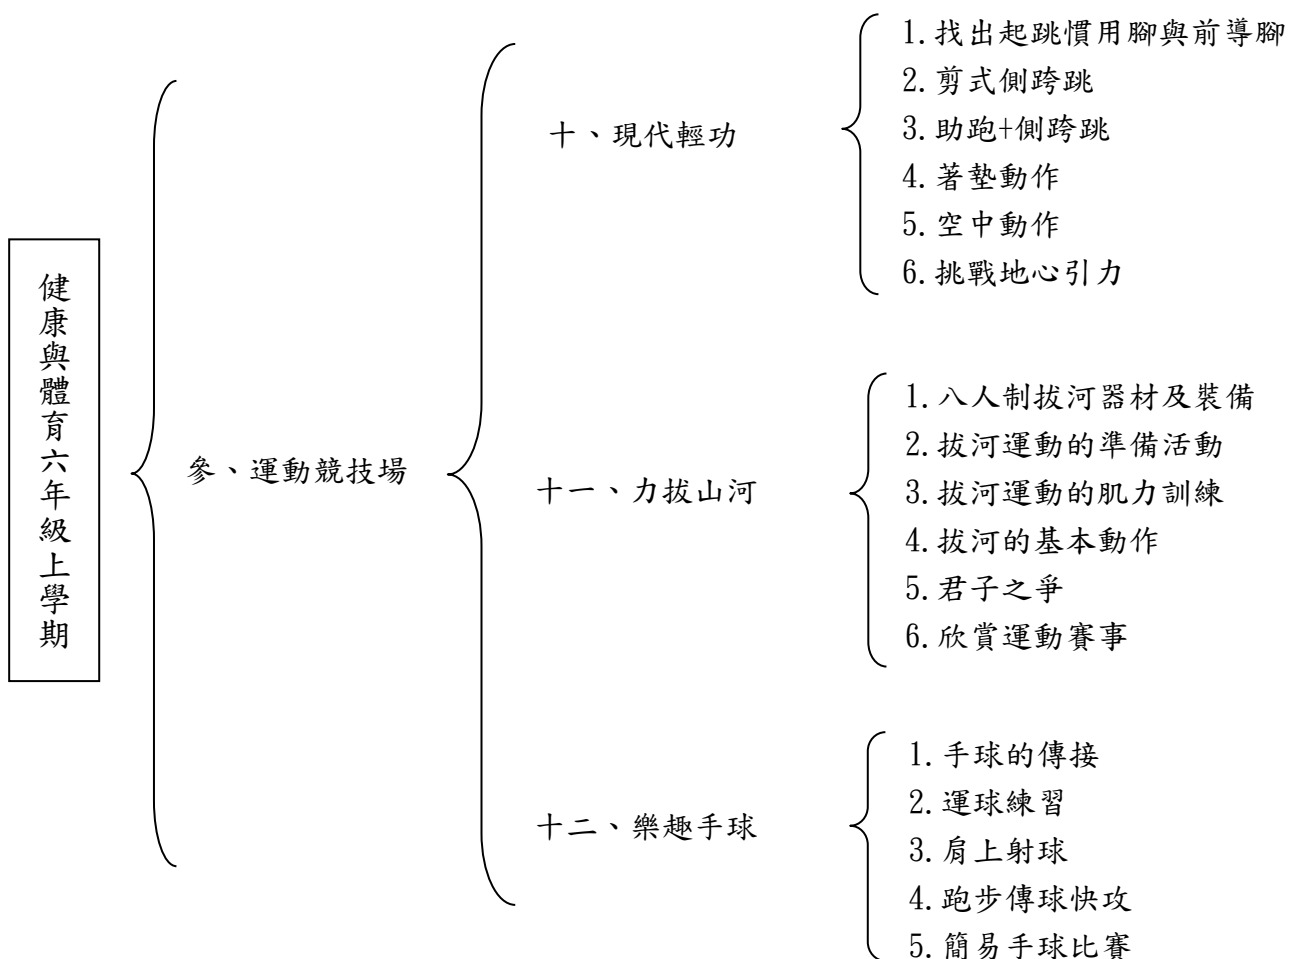 健康與體育六年級上學期
參、運動競技場
十、現代輕功
1.找出起跳慣用腳與前導腳
2.剪式側跨跳
3.助跑+側跨跳
4.著墊動作
5.空中動作
6.挑戰地心引力
十一、力拔山河
1.八人制拔河器材及裝備
2.拔河運動的準備活動
3.拔河運動的肌力訓練
4.拔河的基本動作
5.君子之爭
6.欣賞運動賽事
十二、樂趣手球
1.手球的傳接
2.運球練習
3.肩上射球
4.跑步傳球快攻
5.簡易手球比賽